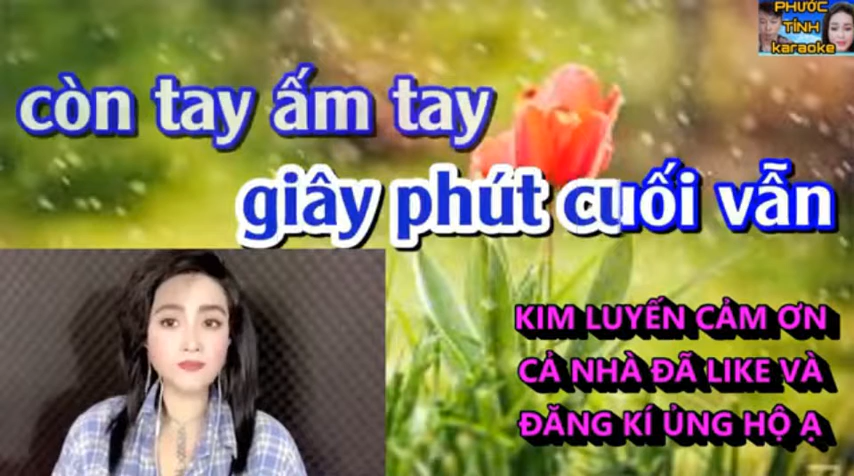 PHƯỚC
TÍNH
karaoke
còn tay ấm tay
giây phút cuối vẫn
KIM LUYẾN CẢM ƠN
CẢ NHÀ ĐÃ LIKE VÀ
ĐĂNG KÍ ỦNG HỘ Ạ